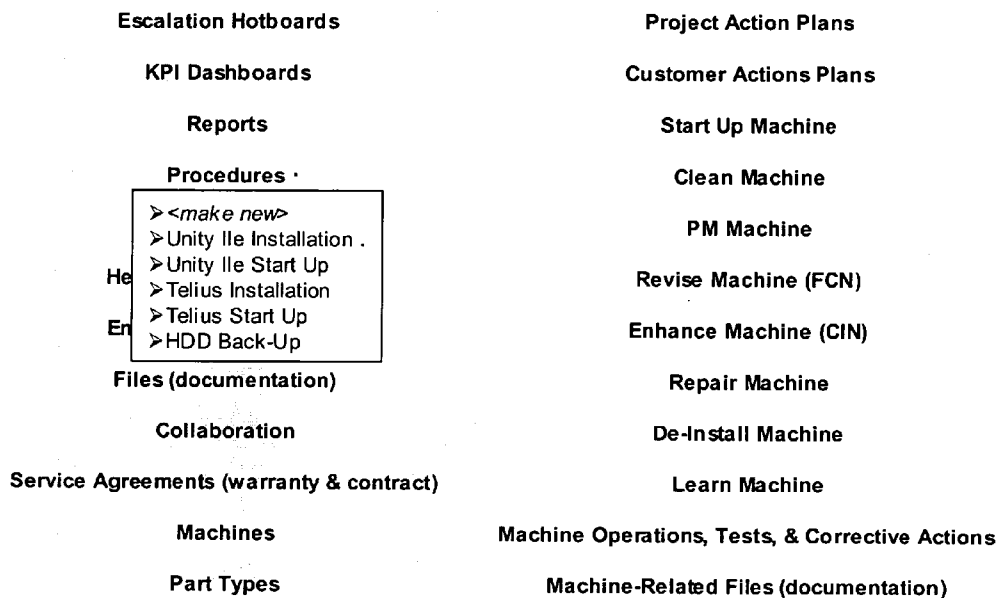 Escalation Hotboards
KPI Dashboards
Reports
Procedures
➢<make new>
➢Unity IIe Installation .
➢Unity IIe Start Up
➢Telius Installation
➢Telius Start Up
➢HDD Back-Up
He
En
Files (documentation)
Collaboration
Service Agreements (warranty & contract)
Machines
Part Types
Project Action Plans
Customer Actions Plans
Start Up Machine
Clean Machine
PM Machine
Revise Machine (FCN)
Enhance Machine (CIN)
Repair Machine
De-Install Machine
Learn Machine
Machine Operations, Tests, & Corrective Actions
Machine-Related Files (documentation)